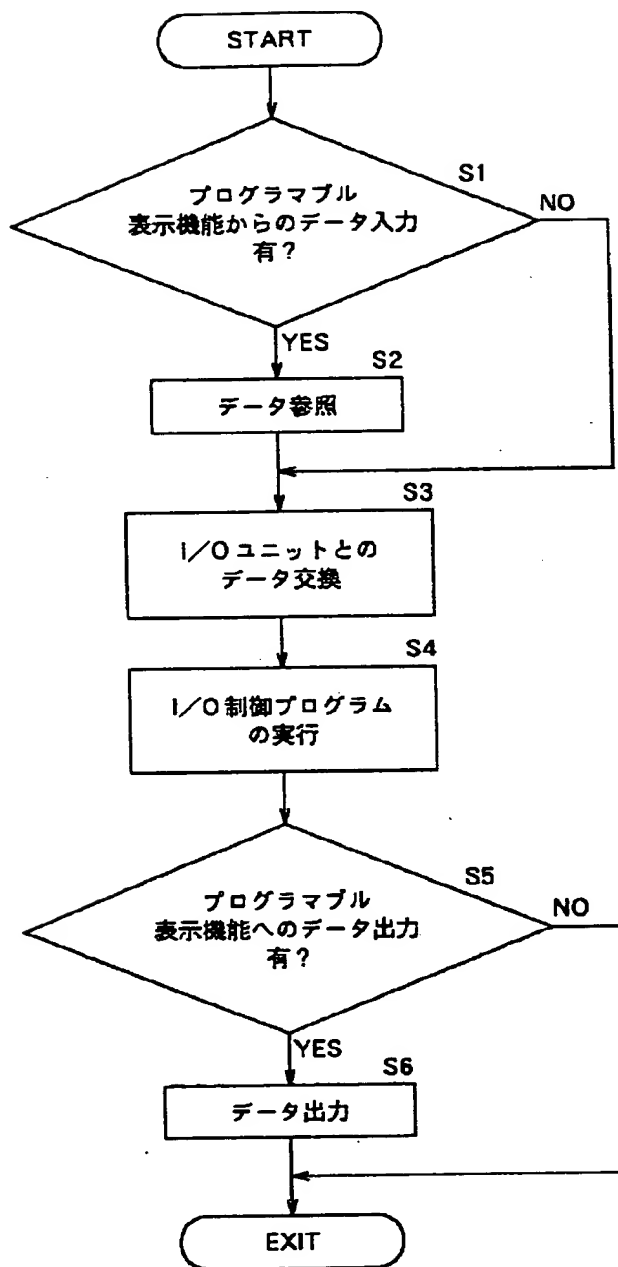 START
S1
プログラマブル
表示機能からのデータ入力
有？
NO
YES
S2
データ参照
S3
I／Oユニットとの
データ交換
S4
I／O制御プログラム
の実行
S5
プログラマブル
表示機能へのデータ出力
有？
NO
YES
S6
データ出力
EXIT